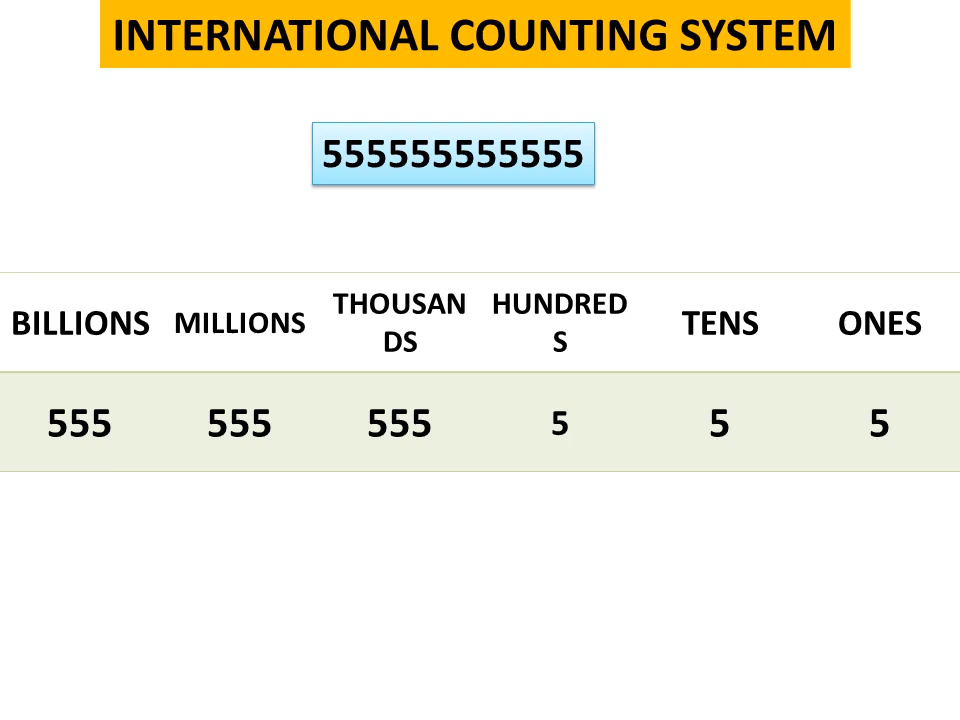 INTERNATIONAL COUNTING SYSTEM
555555555555
BILLIONS MILLIONS THOUSAN
DS HUNDRED
S TENS ONES
555 555 555 5 5 5